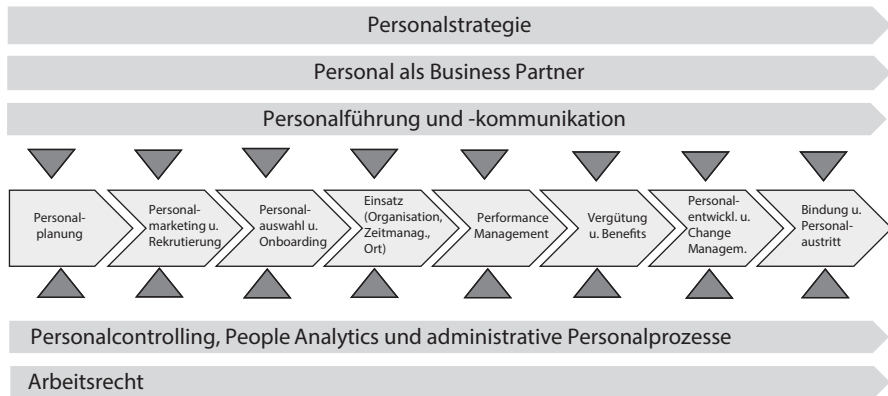 Personalstrategie
Personal als Business Partner
Personalführung und -kommunikation
Personal-
planung
Personal-
marketing u.
Rekrutierung
Personal-
auswahl u.
Onboarding
Einsatz
(Organisation,
Zeitmanag.,
Ort)
Performance
Management
Vergütung
u. Benefits
Personal-
entwickl. u.
Change
Managem.
Bindung u.
Personal-
austritt
Personalcontrolling, People Analytics und administrative Personalprozesse
Arbeitsrecht